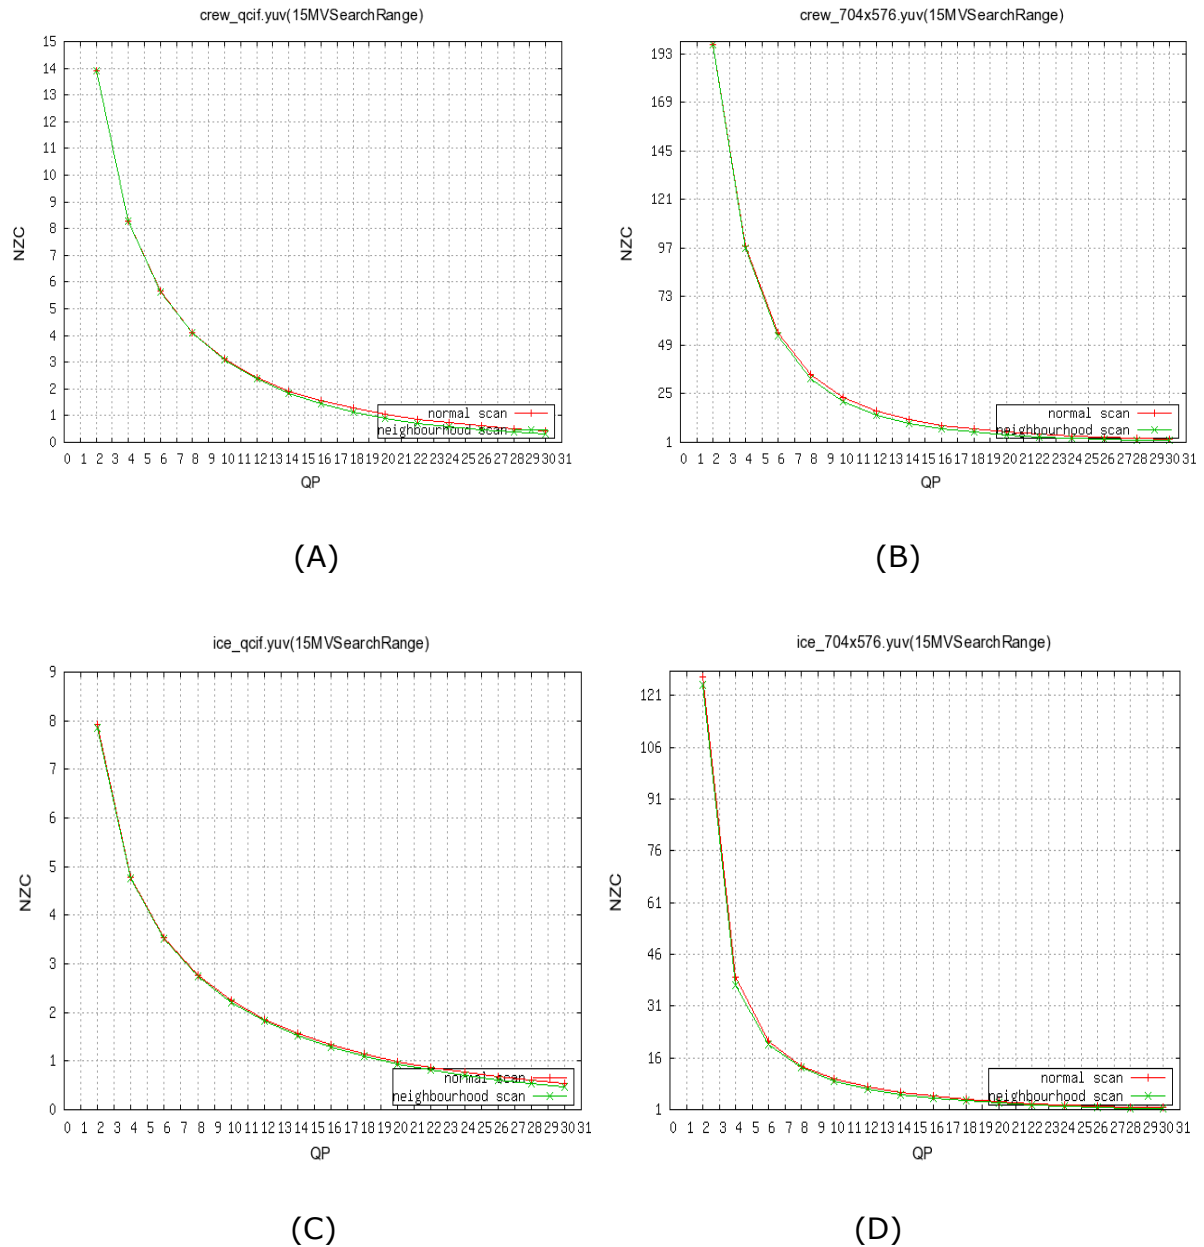 crew_qcif.yuv(15MVSearchRange)
15
14
13
12
11
10
9
8
7
6
5
4
3
2
1
0
NZC
normal scan
neighbourhood scan
0 1 2 3 4 5 6 7 8 9 10 11 12 13 14 15 16 17 18 19 20 21 22 23 24 25 26 27 28 29 30 31
QP
(A)
crew_704x576.yuv(15MVSearchRange)
193
169
145
121
97
73
49
25
1
NZC
normal scan
neighbourhood scan
0 1 2 3 4 5 6 7 8 9 10 11 12 13 14 15 16 17 18 19 20 21 22 23 24 25 26 27 28 29 30 31
QP
(B)
ice_qcif.yuv(15MVSearchRange)
9
8
7
6
5
4
3
2
1
0
NZC
normal scan
neighbourhood scan
0 1 2 3 4 5 6 7 8 9 10 11 12 13 14 15 16 17 18 19 20 21 22 23 24 25 26 27 28 29 30 31
QP
(C)
ice_704x576.yuv(15MVSearchRange)
121
106
91
76
61
46
31
16
1
NZC
normal scan
neighbourhood scan
0 1 2 3 4 5 6 7 8 9 10 11 12 13 14 15 16 17 18 19 20 21 22 23 24 25 26 27 28 29 30 31
QP
(D)